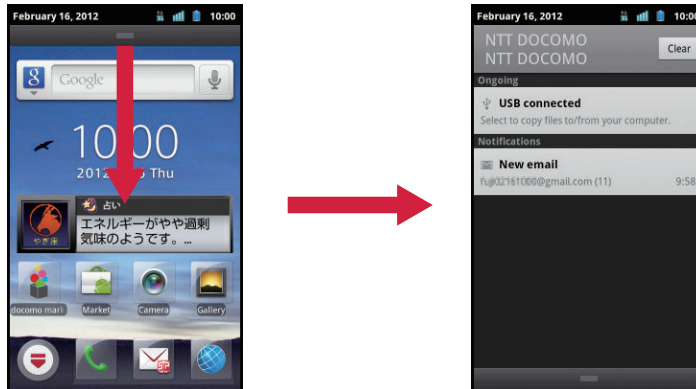 February 16, 2012
10:00
Google
10 00
2012
Thu
占い
エネルギーがやや過剰
気味のようです。...
やぎ座
docomo mark
Market
Camera
Gallery
February 16, 2012
10:00
NTT DOCOMO
NTT DOCOMO
Clear
Ongoing
USB connected
Select to copy files to/from your computer.
Notifications
New email
@gmail.com (11)
9:58